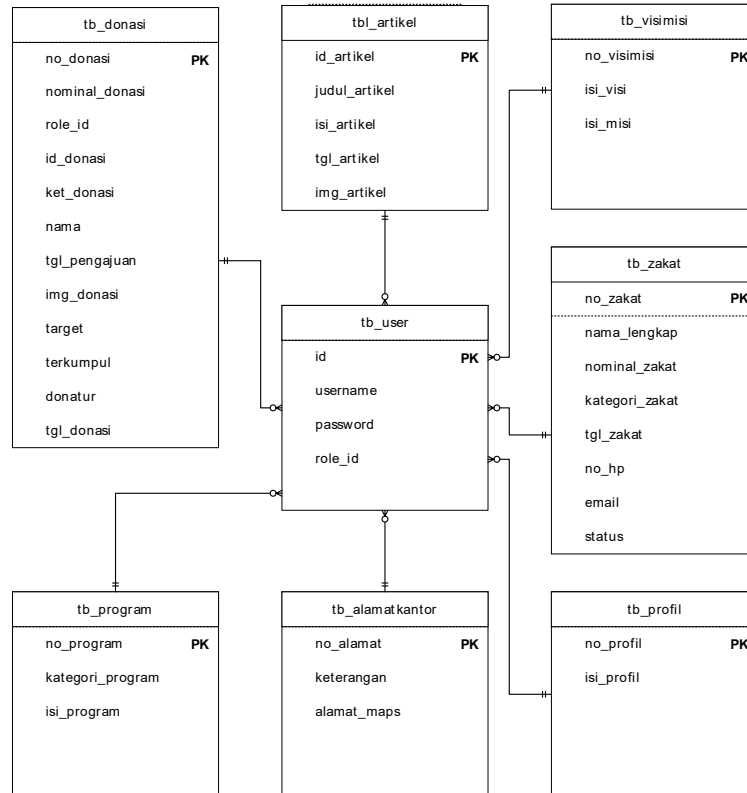 tb_donasi
no_donasi PK
nominal_donasi
role_id
id_donasi
ket_donasi
nama
tgl_pengajuan
img_donasi
target
terkumpul
donatur
tgl_donasi
tbl_artikel
id_artikel PK
judul_artikel
isi_artikel
tgl_artikel
img_artikel
tb_visimisi
no_visimisi PK
isi_visi
isi_misi
tb_user
id PK
username
password
role_id
tb_zakat
no_zakat PK
nama_lengkap
nominal_zakat
kategori_zakat
tgl_zakat
no_hp
email
status
tb_program
no_program PK
kategori_program
isi_program
tb_alamatkantor
no_alamat PK
keterangan
alamat_maps
tb_profil
no_profil PK
isi_profil